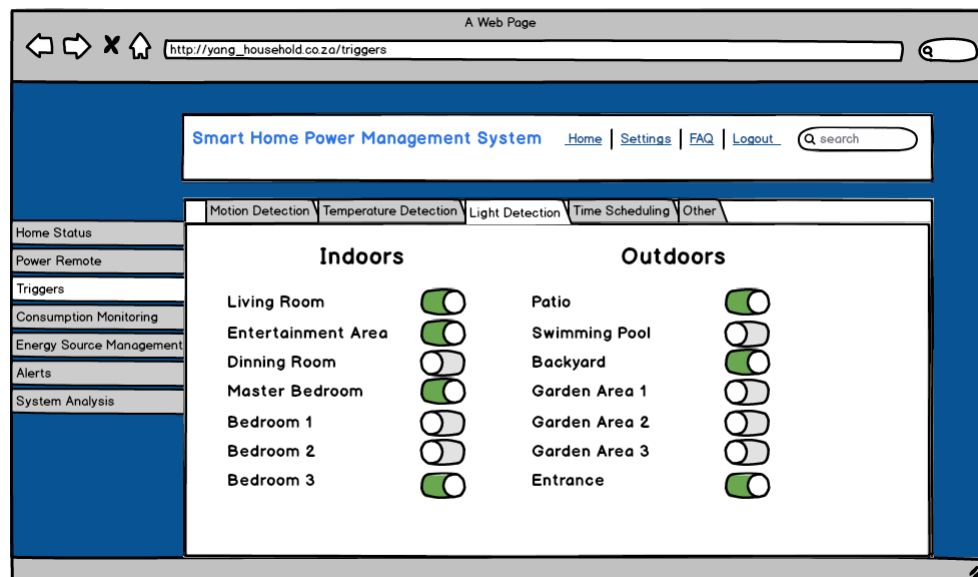 A Web Page
http://yang_household.co.za/triggers
Smart Home Power Management System Home Settings FAQ Logout search
Motion Detection Temperature Detection Light Detection Time Scheduling Other
Home Status
Power Remote
Triggers
Consumption Monitoring
Energy Source Management
Alerts
System Analysis
Indoors
Living Room
Entertainment Area
Dinning Room
Master Bedroom
Bedroom 1
Bedroom 2
Bedroom 3
Outdoors
Patio
Swimming Pool
Backyard
Garden Area 1
Garden Area 2
Garden Area 3
Entrance